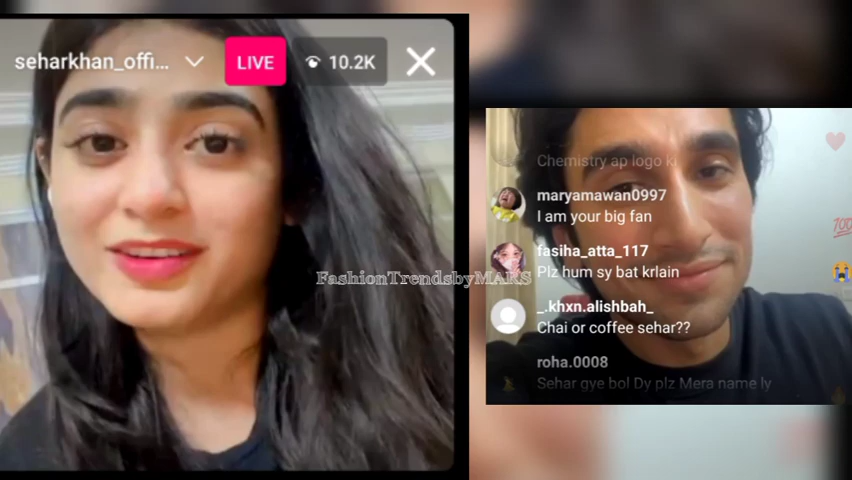 seharkhan_offi...
LIVE
10.2K
FashionTrendsbyMAKS
Chemistry ap logo ki
maryamawan0997
I am your big fan
fasiha_atta_117
Plz hum sy bat krlain
_.khxn.alishbah_
Chai or coffee sehar??
roha.0008
Sehar gye bol Dy plz Mera name ly
100